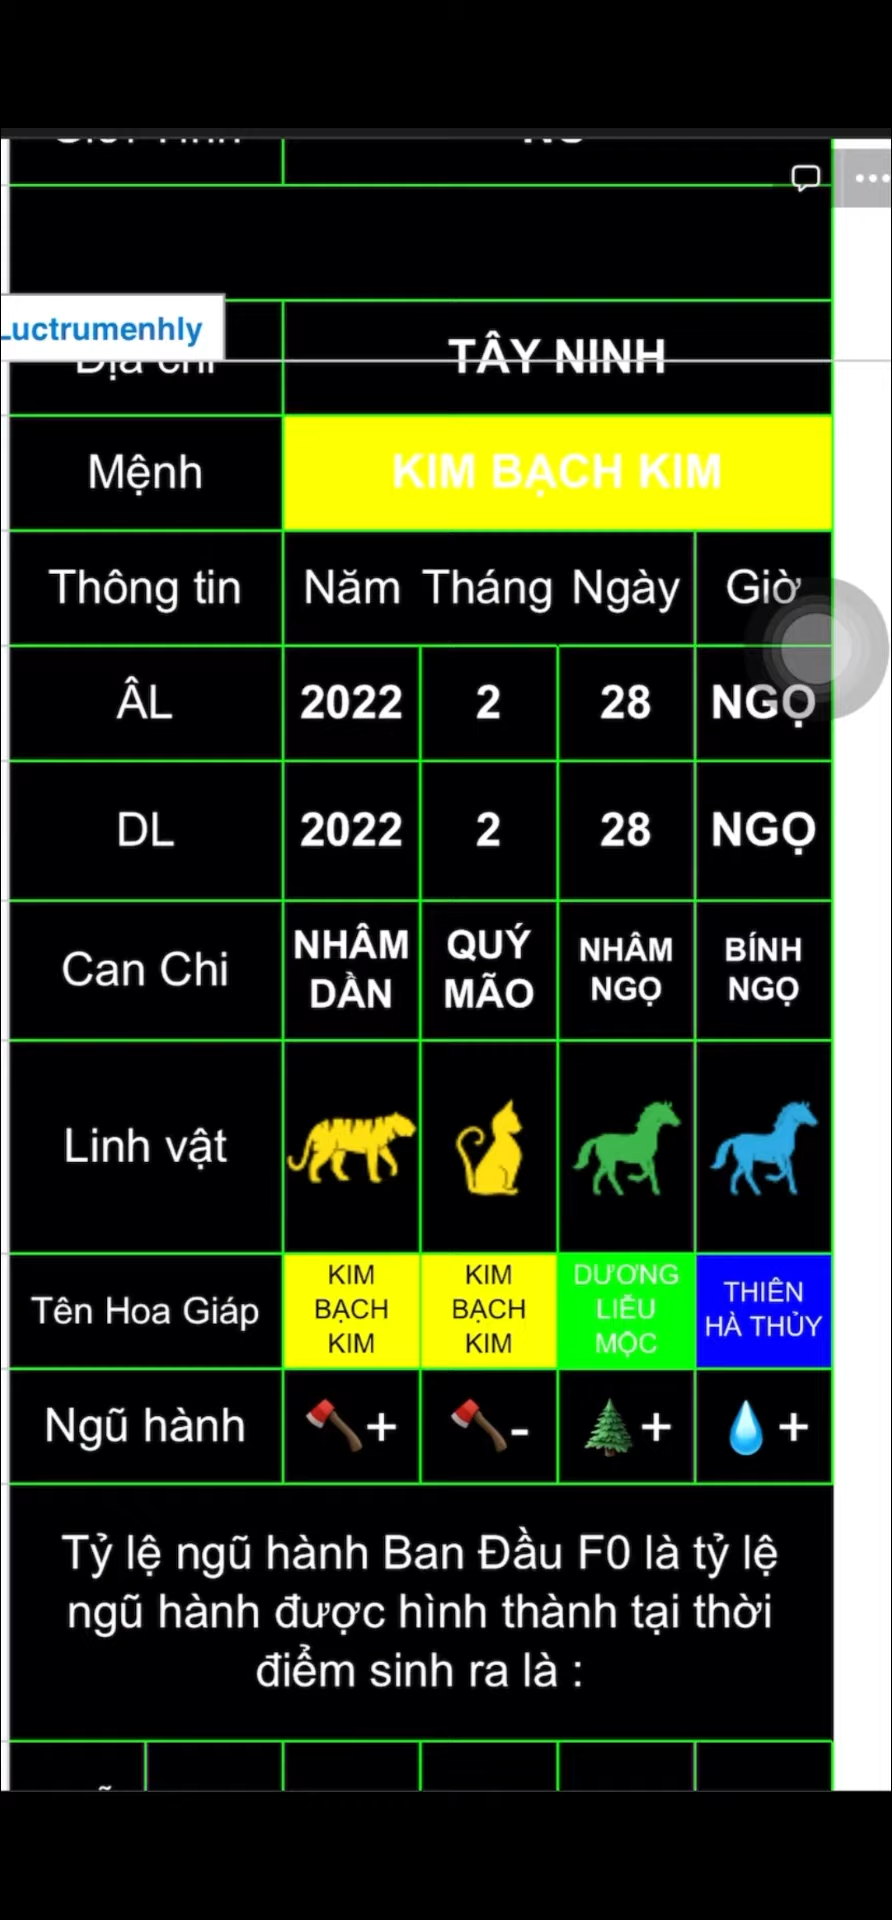 Luctrumenhly
Địa chỉ
TÂY NINH
Mệnh
KIM BẠCH KIM
Thông tin
Năm
Tháng
Ngày
Giờ
ÂL
2022
2
28
NGỌ
DL
2022
2
28
NGỌ
Can Chi
NHÂM
DẦN
QUÝ
MÃO
NHÂM
NGỌ
BÍNH
NGỌ
Linh vật
Tên Hoa Giáp
KIM
BẠCH
KIM
KIM
BẠCH
KIM
DƯƠNG
LIỄU
MỘC
THIÊN
HÀ THỦY
Ngũ hành
+
-
+
+
Tỷ lệ ngũ hành Ban Đầu F0 là tỷ lệ
ngũ hành được hình thành tại thời
điểm sinh ra là :